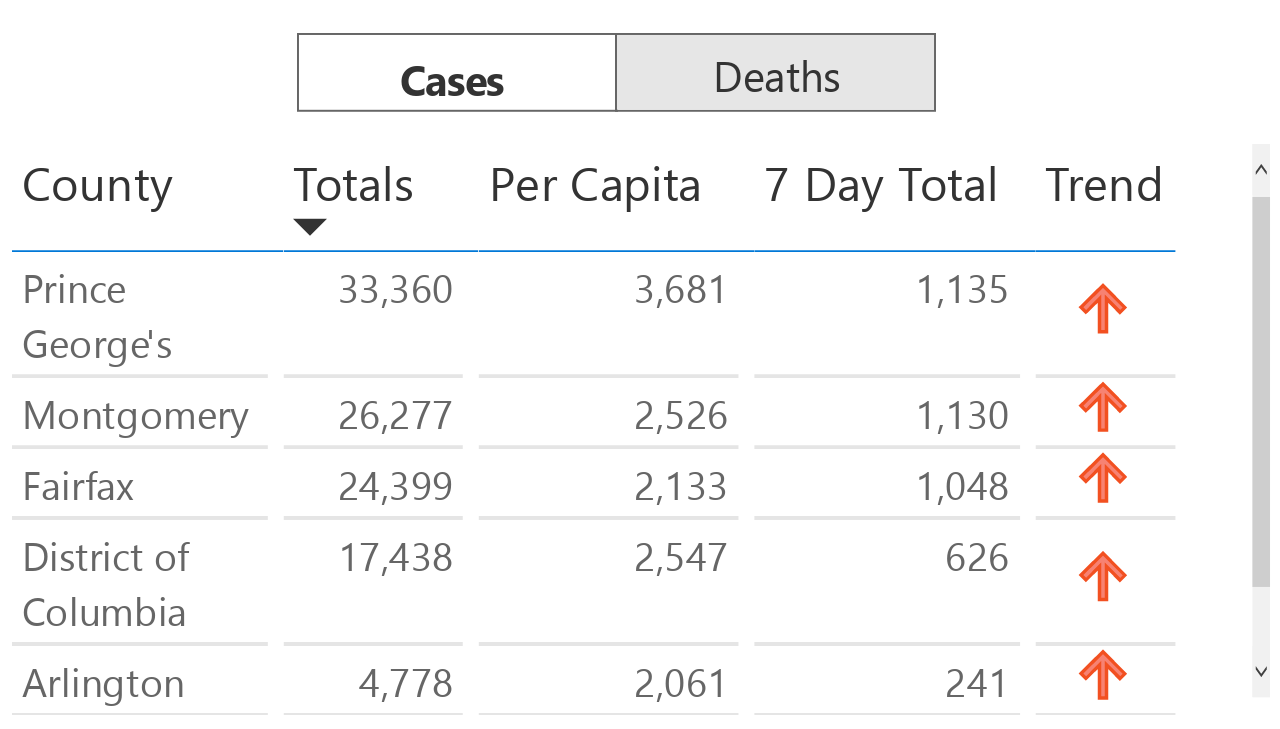 Cases Deaths
County Totals Per Capita 7 Day Total Trend
Prince 33,360 3,681 1,135
George's
Montgomery 26,277 2,526 1,130
Fairfax 24,399 2,133 1,048
District of 17,438 2,547 626
Columbia
Arlington 4,778 2,061 241